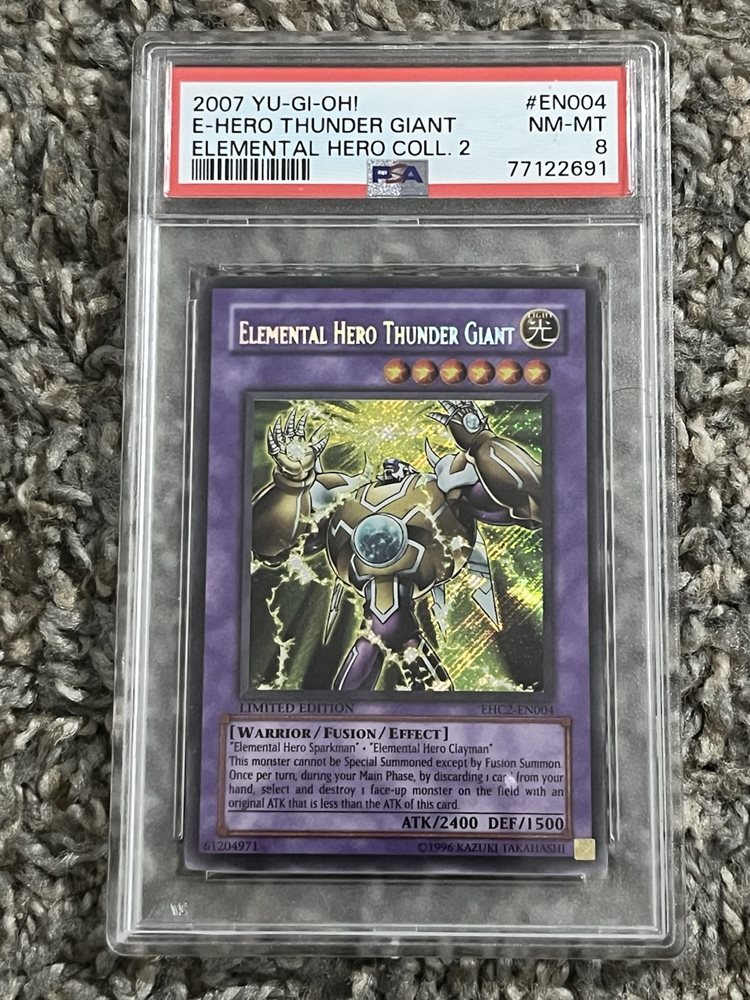 2007 YU-GI-OH! #EN004
E-HERO THUNDER GIANT NM-MT
ELEMENTAL HERO COLL. 2 8
PSA 77122691
ELEMENTAL HERO THUNDER GIANT
LIGHT
光
LIMITED EDITION EHC2-EN004
[WARRIOR/FUSION/EFFECT]
"Elemental Hero Sparkman" · "Elemental Hero Clayman"
This monster cannot be Special Summoned except by Fusion Summon.
Once per turn, during your Main Phase, by discarding 1 card from your
hand, select and destroy 1 face-up monster on the field with an
original ATK that is less than the ATK of this card.
ATK/2400 DEF/1500
61204971 ©1996 KAZUKI TAKAHASHI